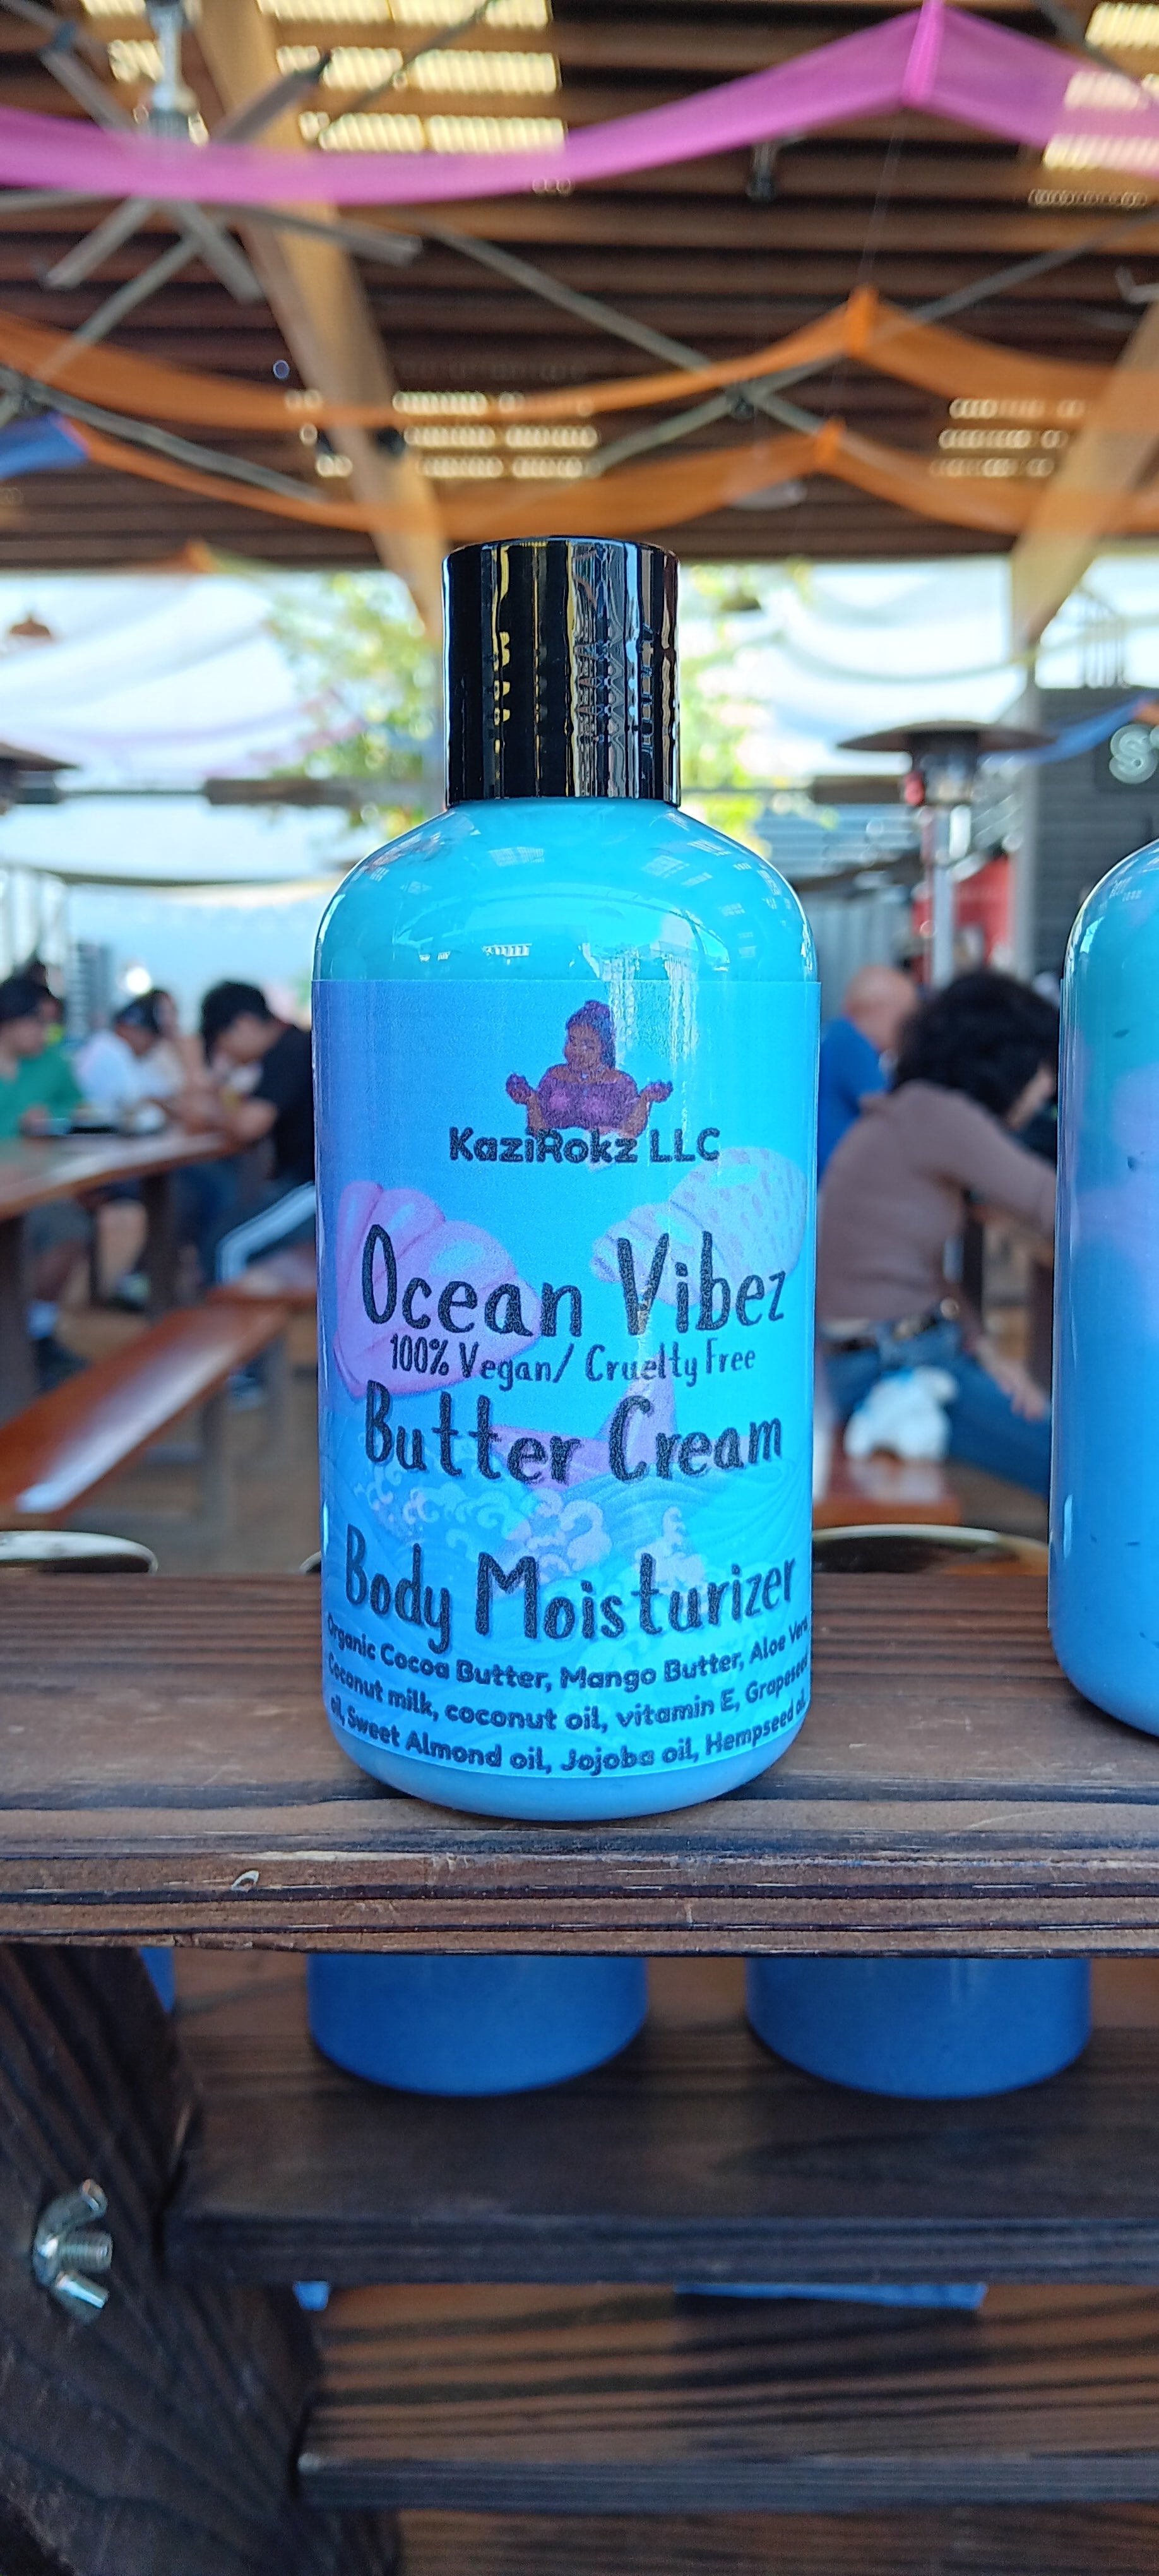 KaziRokz LLC
Ocean Vibez
100% Vegan/ Cruelty Free
Butter Cream
Body Moisturizer
Organic Cocoa Butter, Mango Butter, Aloe Vera
Coconut milk, coconut oil, vitamin E, Grapeseed
oil, Sweet Almond oil, Jojoba oil, Hempseed oil